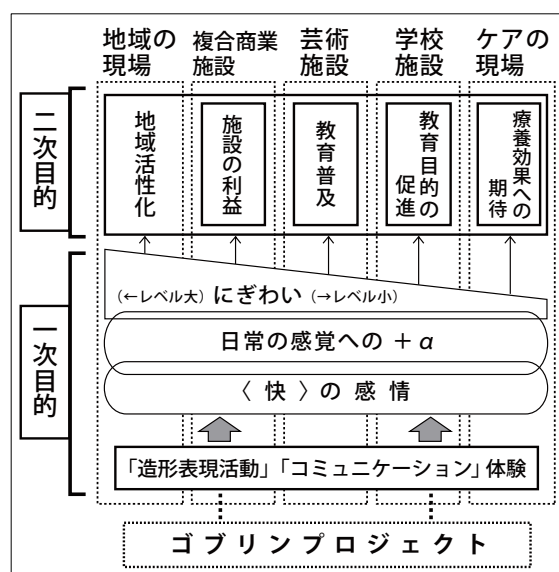 地域の
現場
複合商業
施設
芸術
施設
学校
施設
ケアの
現場
二次目的
地域活性化
施設の利益
教育普及
教育目的の
促進
療養効果への
期待
一次目的
(←レベル大) にぎわい (→レベル小)
日常の感覚への + α
〈 快 〉の 感 情
「造形表現活動」「コミュニケーション」体験
ゴブリンプロジェクト